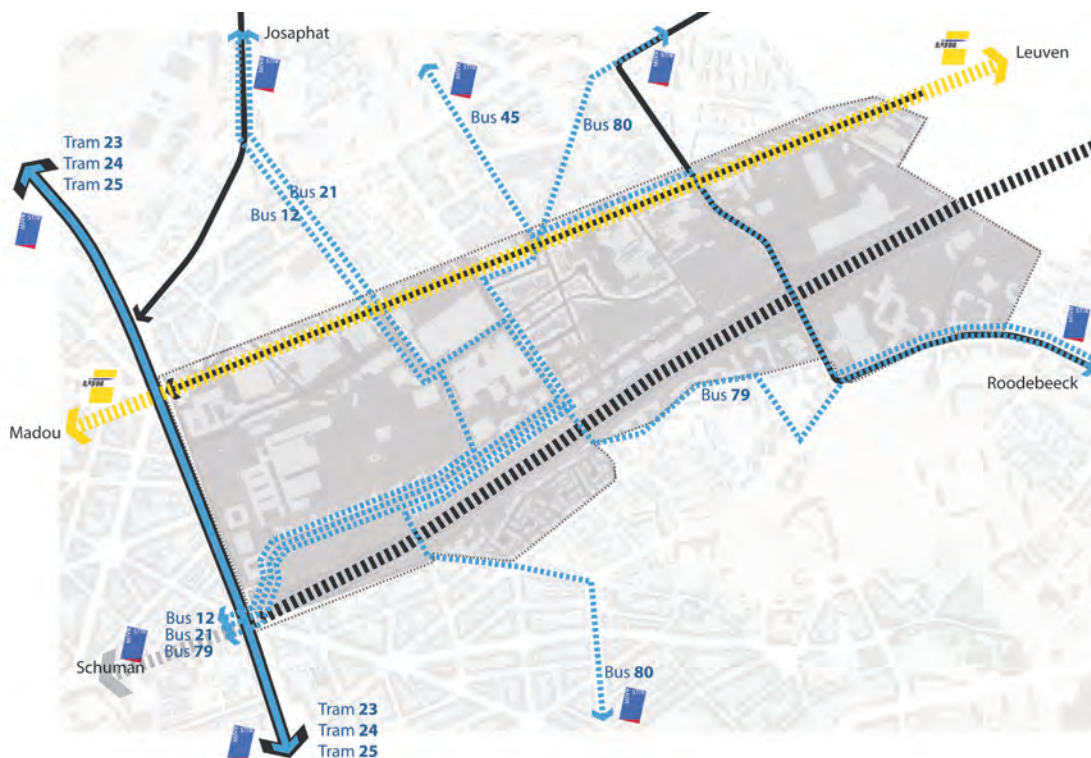 Josaphat
Leuven
Tram 23
Tram 24
Tram 25
Bus 45
Bus 80
Bus 21
Bus 12
Roodebeeck
Bus 79
Madou
Bus 12
Bus 21
Bus 79
Schuman
Bus 80
Tram 23
Tram 24
Tram 25